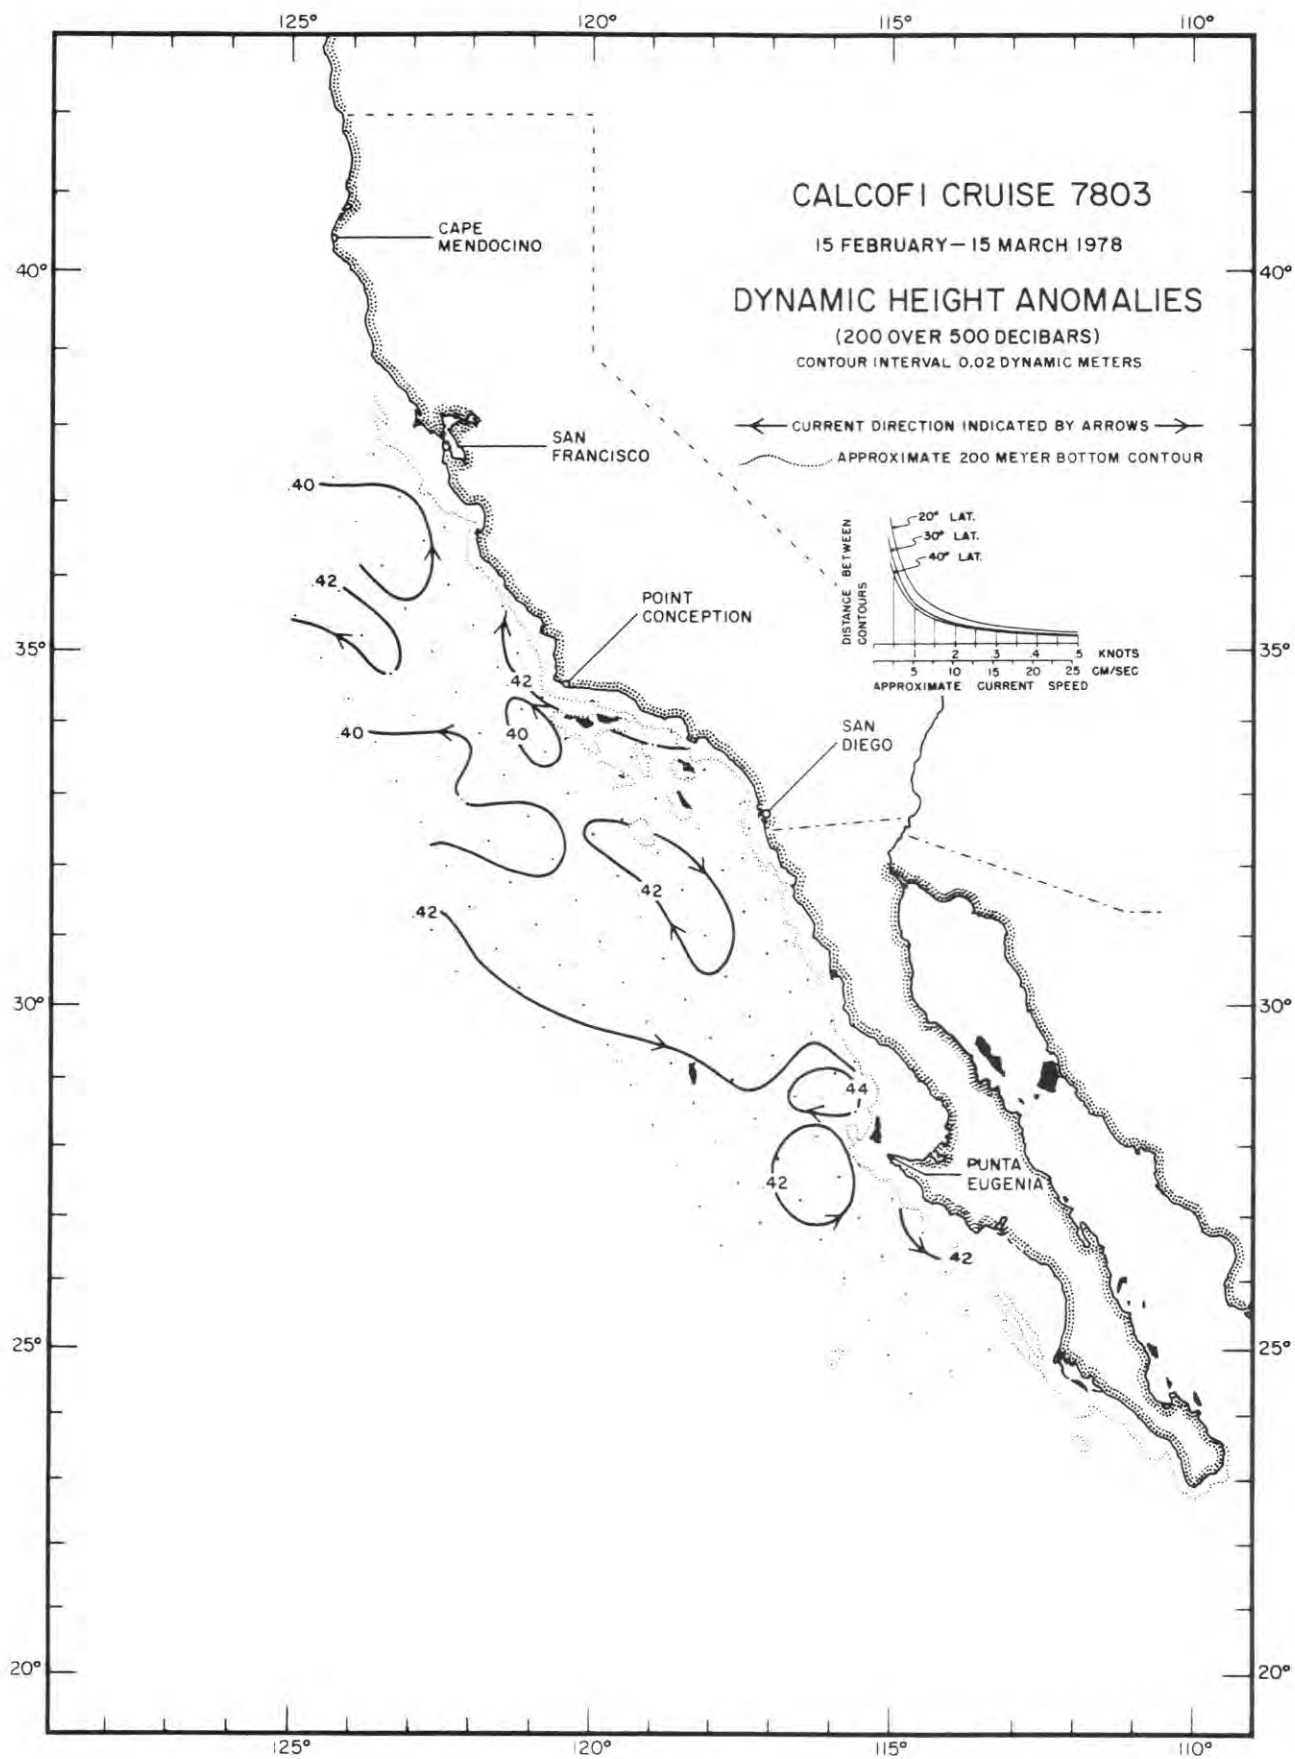 125°
120°
115°
110°
CALCOFI CRUISE 7803
15 FEBRUARY — 15 MARCH 1978
CAPE
MENDOCINO
40°
40°
DYNAMIC HEIGHT ANOMALIES
(200 OVER 500 DECIBARS)
CONTOUR INTERVAL 0.02 DYNAMIC METERS
CURRENT DIRECTION INDICATED BY ARROWS
SAN
FRANCISCO
APPROXIMATE 200 METER BOTTOM CONTOUR
.40
20° LAT.
30° LAT.
40° LAT.
DISTANCE BETWEEN
CONTOURS
.42
POINT
CONCEPTION
35°
35°
.1 .2 .3 .4 .5 KNOTS
5 10 15 20 25 CM/SEC
APPROXIMATE CURRENT SPEED
.42
.40
.40
SAN
DIEGO
.42
.42
30°
30°
.44
PUNTA
EUGENIA
.42
.42
25°
25°
20°
20°
125°
120°
115°
110°